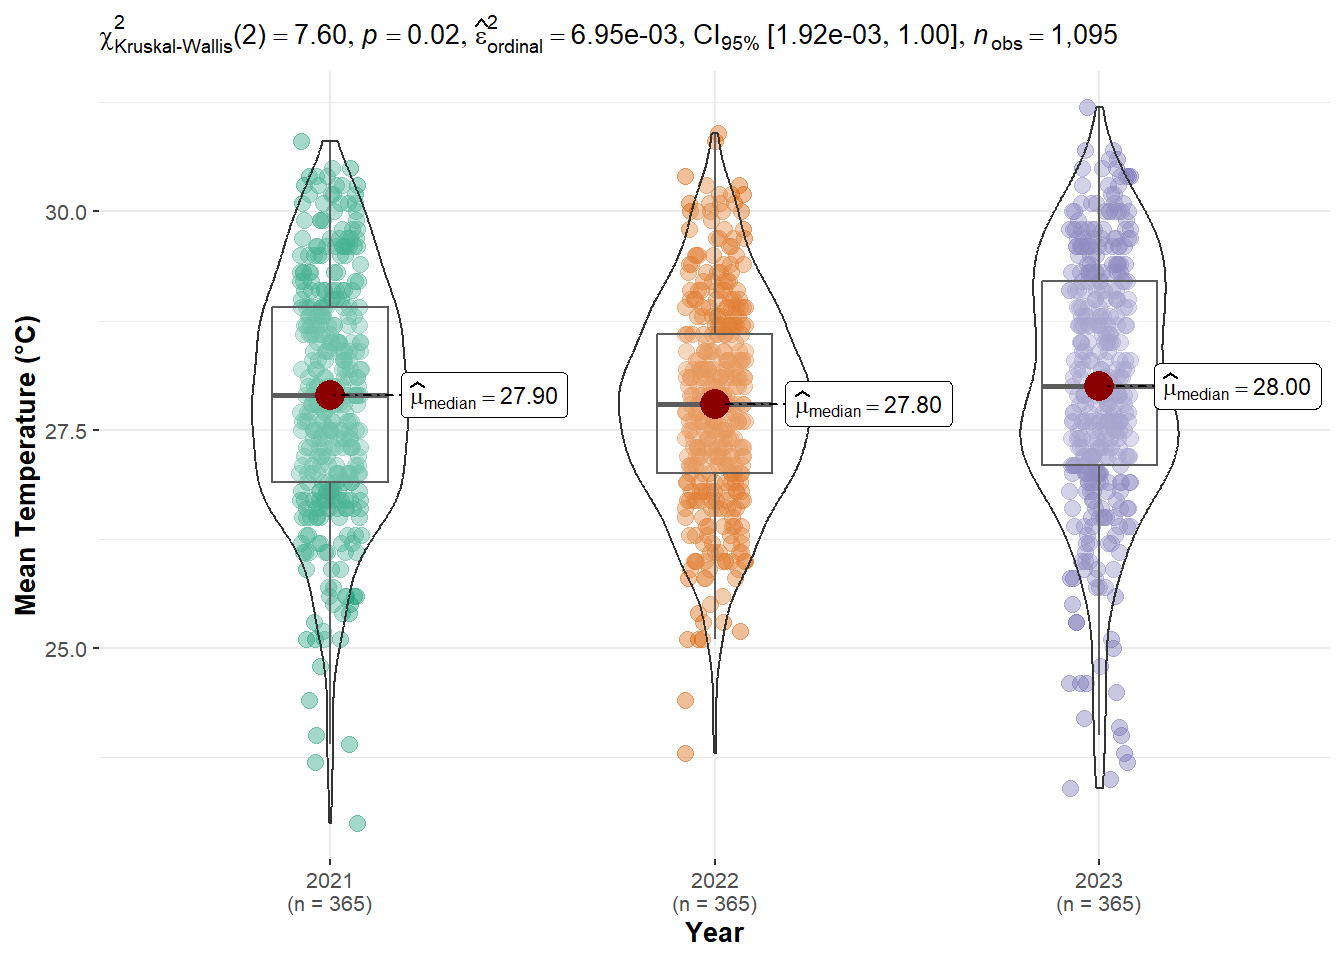 χ²Kruskal-Wallis(2) = 7.60, p = 0.02, ε̂²ordinal = 6.95e-03, CI95% [1.92e-03, 1.00], nobs = 1,095
Mean Temperature (°C)
30.0
27.5
25.0
μ̂median = 27.90
μ̂median = 27.80
μ̂median = 28.00
2021
(n = 365)
2022
(n = 365)
2023
(n = 365)
Year